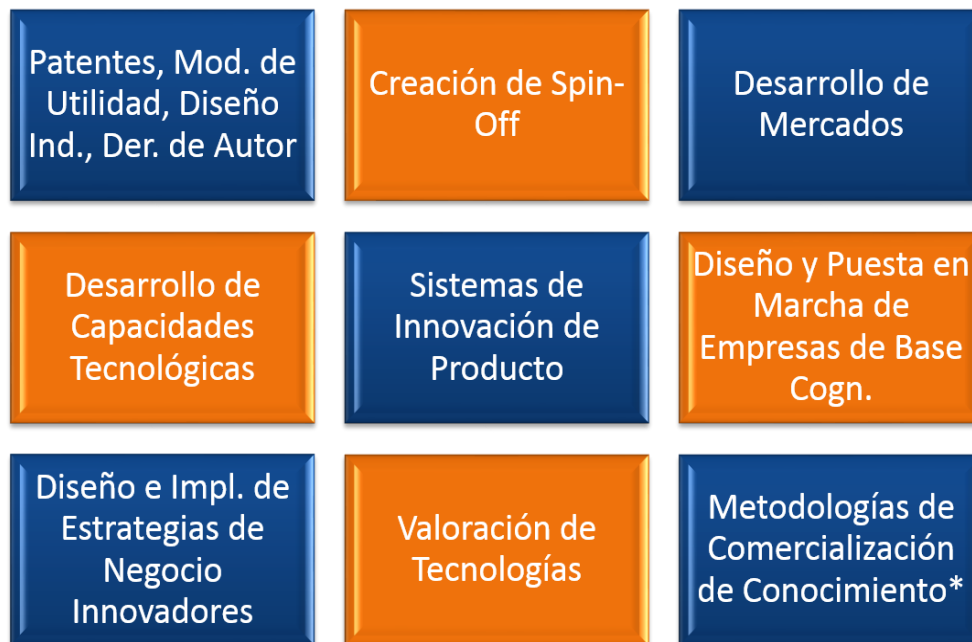 Patentes, Mod. de
Utilidad, Diseño
Ind., Der. de Autor
Creación de Spin-
Off
Desarrollo de
Mercados
Desarrollo de
Capacidades
Tecnológicas
Sistemas de
Innovación de
Producto
Diseño y Puesta en
Marcha de
Empresas de Base
Cogn.
Diseño e Impl. de
Estrategias de
Negocio
Innovadores
Valoración de
Tecnologías
Metodologías de
Comercialización
de Conocimiento*